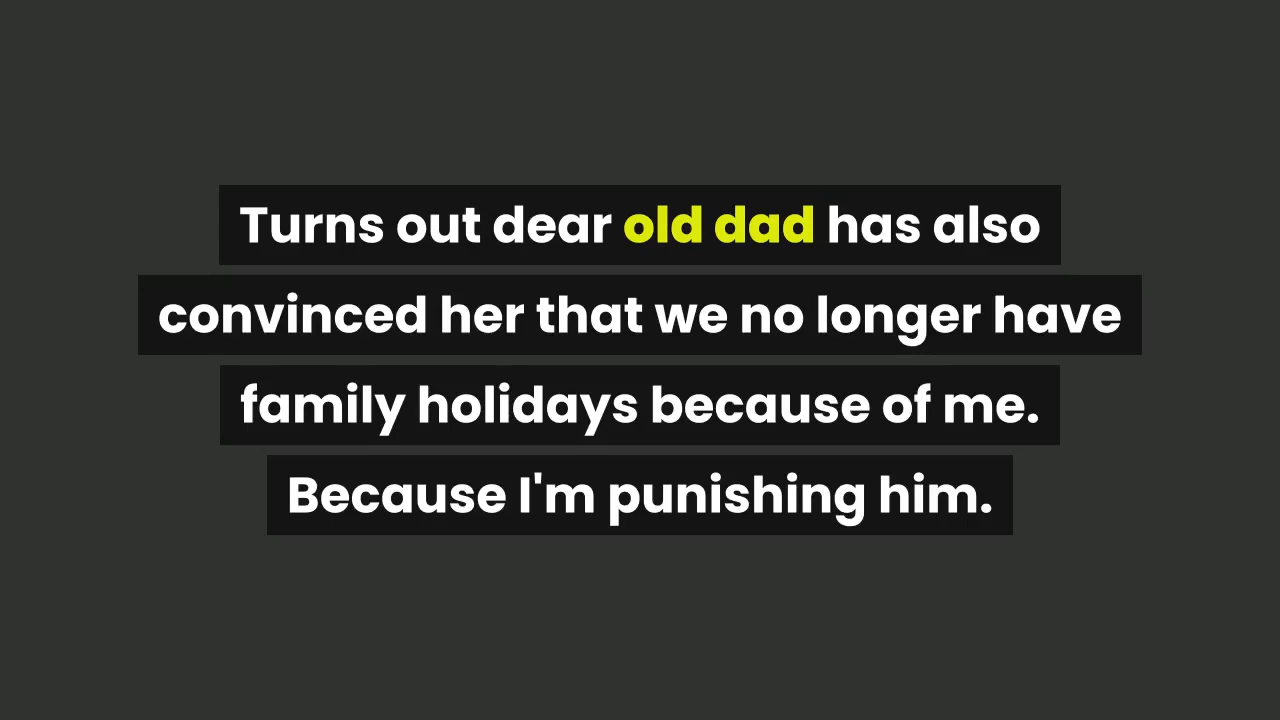 Turns out dear old dad has also
convinced her that we no longer have
family holidays because of me.
Because I'm punishing him.